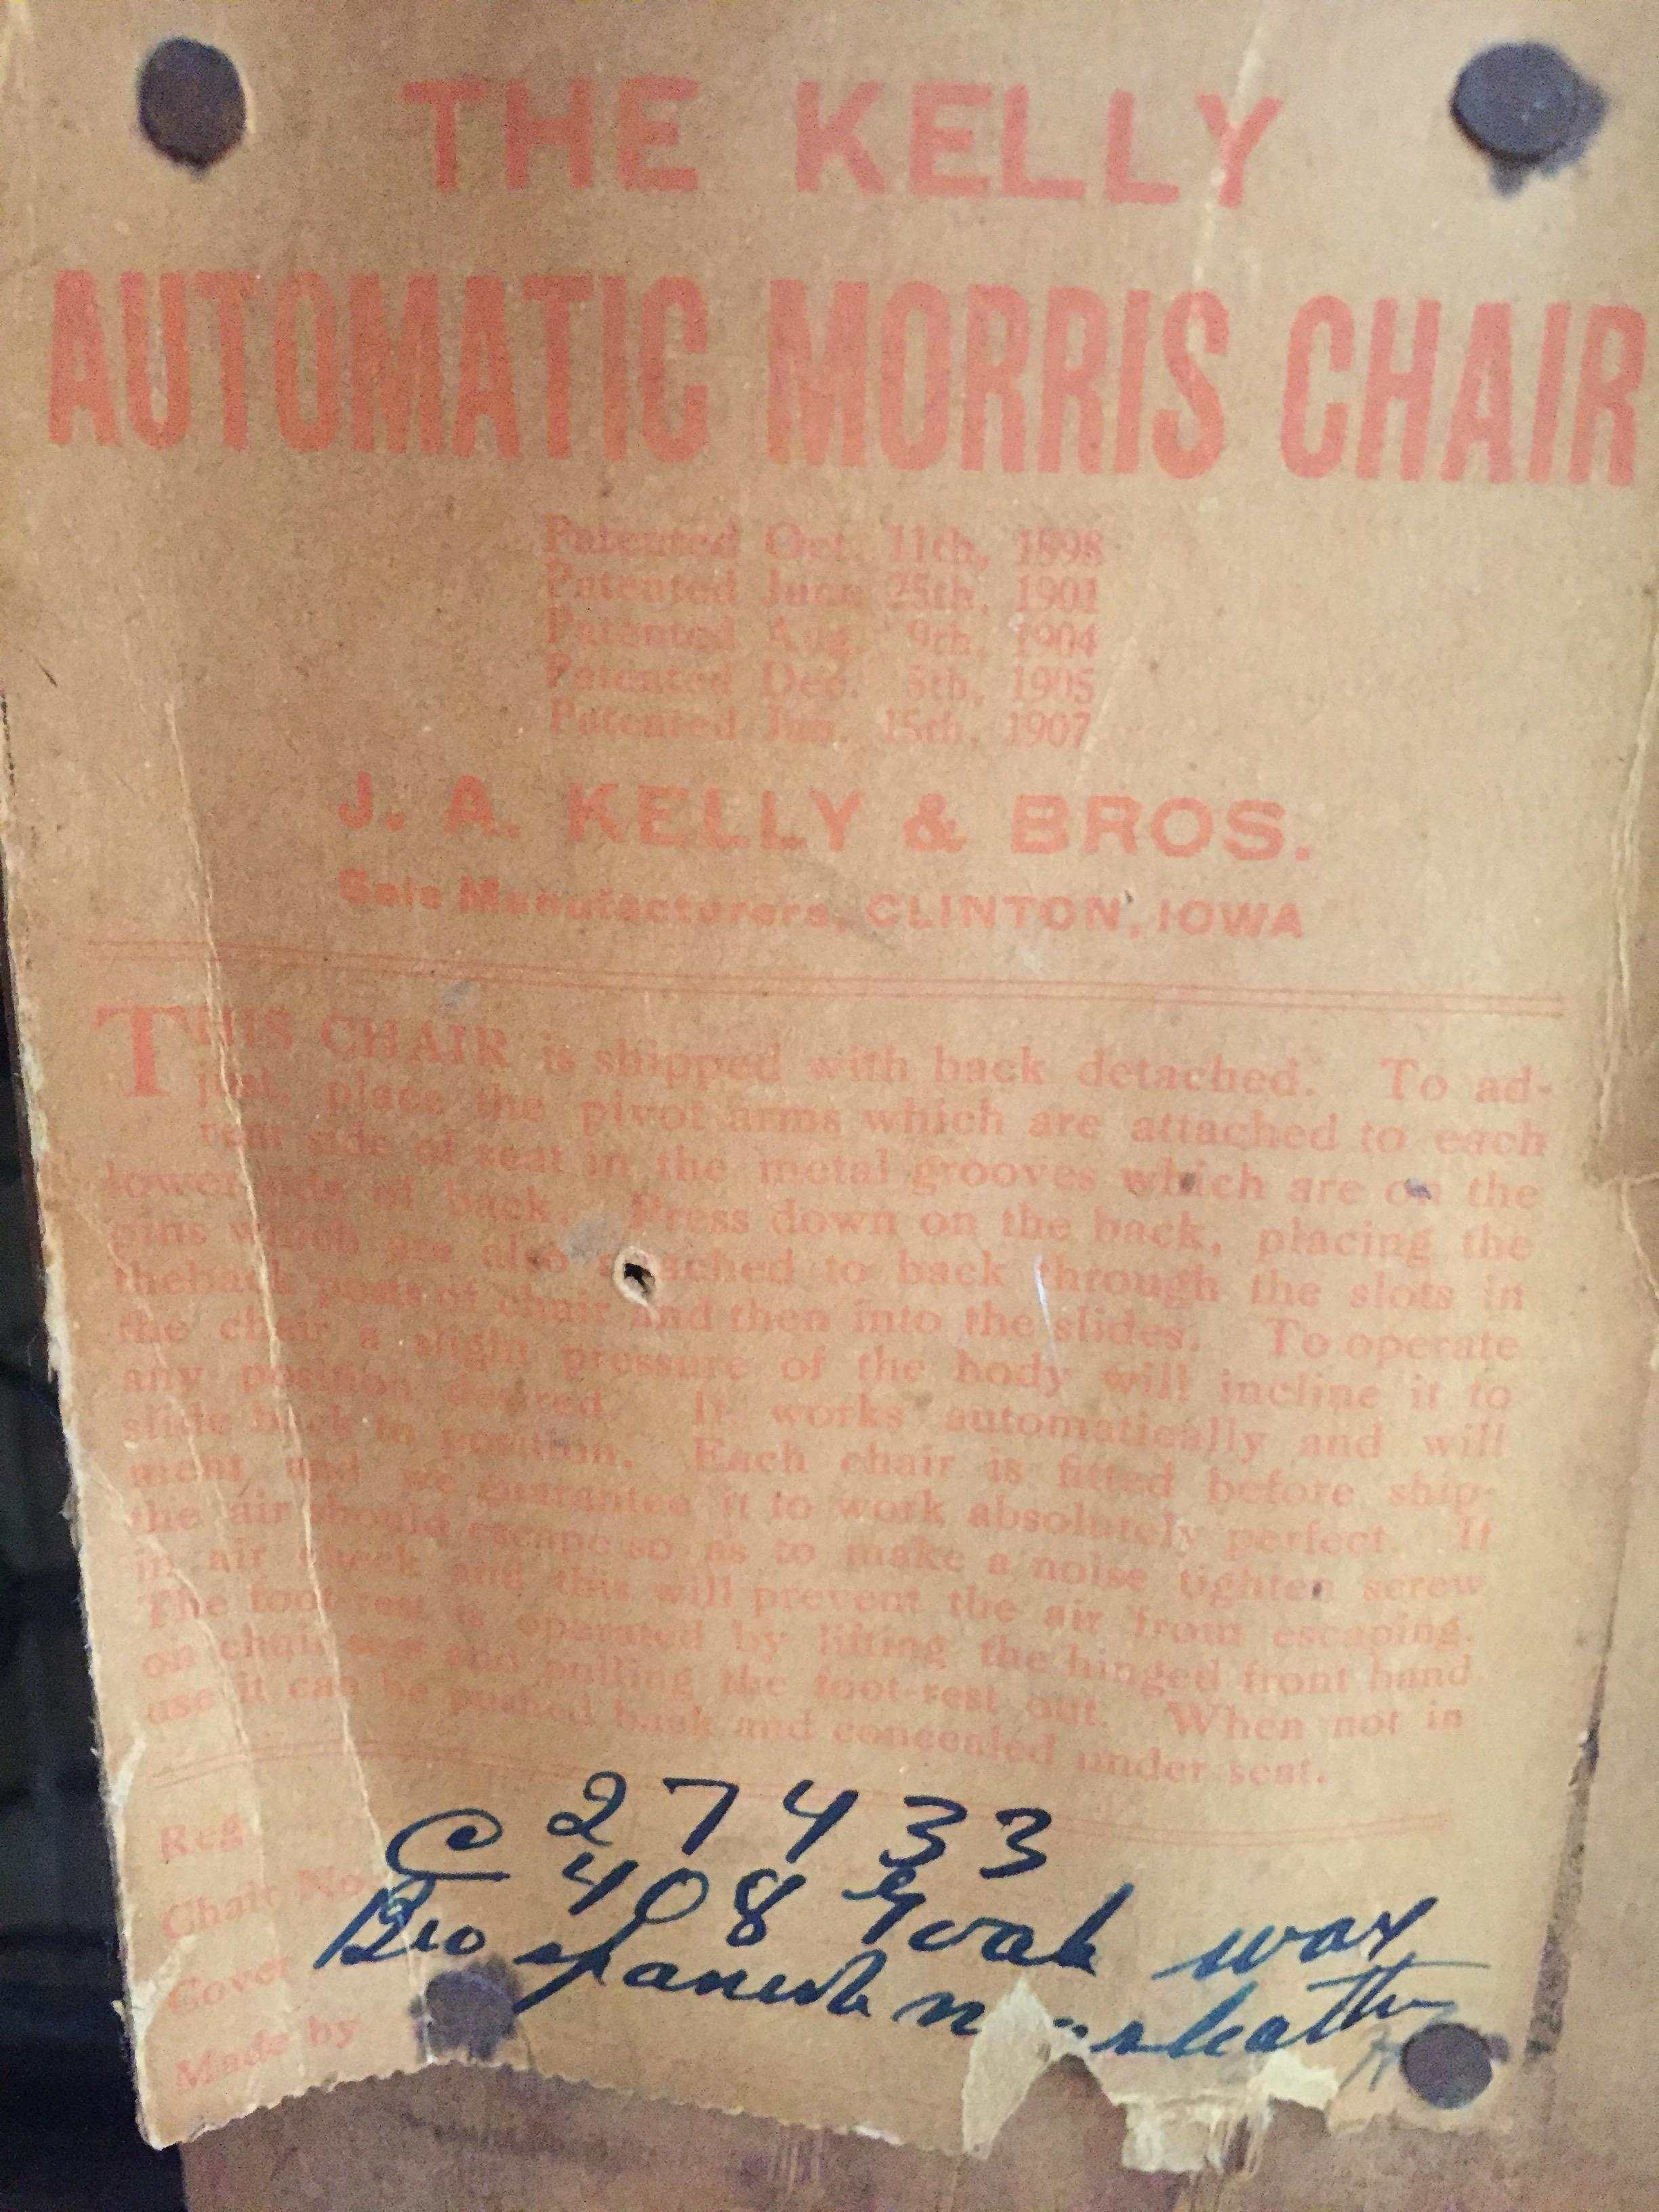 THE KELLY
AUTOMATIC MORRIS CHAIR
Patented Oct. 11th, 1898
Patented June 25th, 1901
Patented Aug. 9th, 1904
Patented Dec. 5th, 1905
Patented Jan. 15th, 1907
J. A. KELLY & BROS.
Sole Manufacturers, CLINTON, IOWA
THIS CHAIR is shipped with back detached. To ad-
just, place the pivot arms which are attached to each
rear side of seat in the metal grooves which are on the
lower side of back. Press down on the back, placing the
pins which are also attached to back through the slots in
the back posts of chair and then into the slides. To operate
the chair a slight pressure of the body will incline it to
any position desired. It works automatically and will
slide back to position. Each chair is fitted before ship-
ment, and we guarantee it to work absolutely perfect. If
the air should escape so as to make a noise tighten screw
in air check and this will prevent the air from escaping.
The foot rest is operated by lifting the hinged front band
on chair seat and pulling the foot-rest out. When not in
use it can be pushed back and concealed under seat.
Reg 27433
Chair No. C 408 wax
Cover
Made by